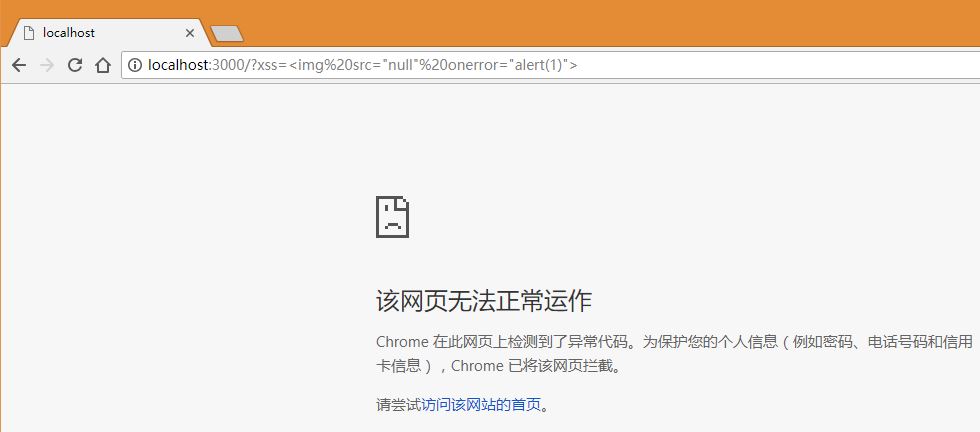 localhost
localhost:3000/?xss=<img%20src="null"%20onerror="alert(1)">
该网页无法正常运作
Chrome 在此网页上检测到了异常代码。为保护您的个人信息（例如密码、电话号码和信用
卡信息），Chrome 已将该网页拦截。
请尝试访问该网站的首页。